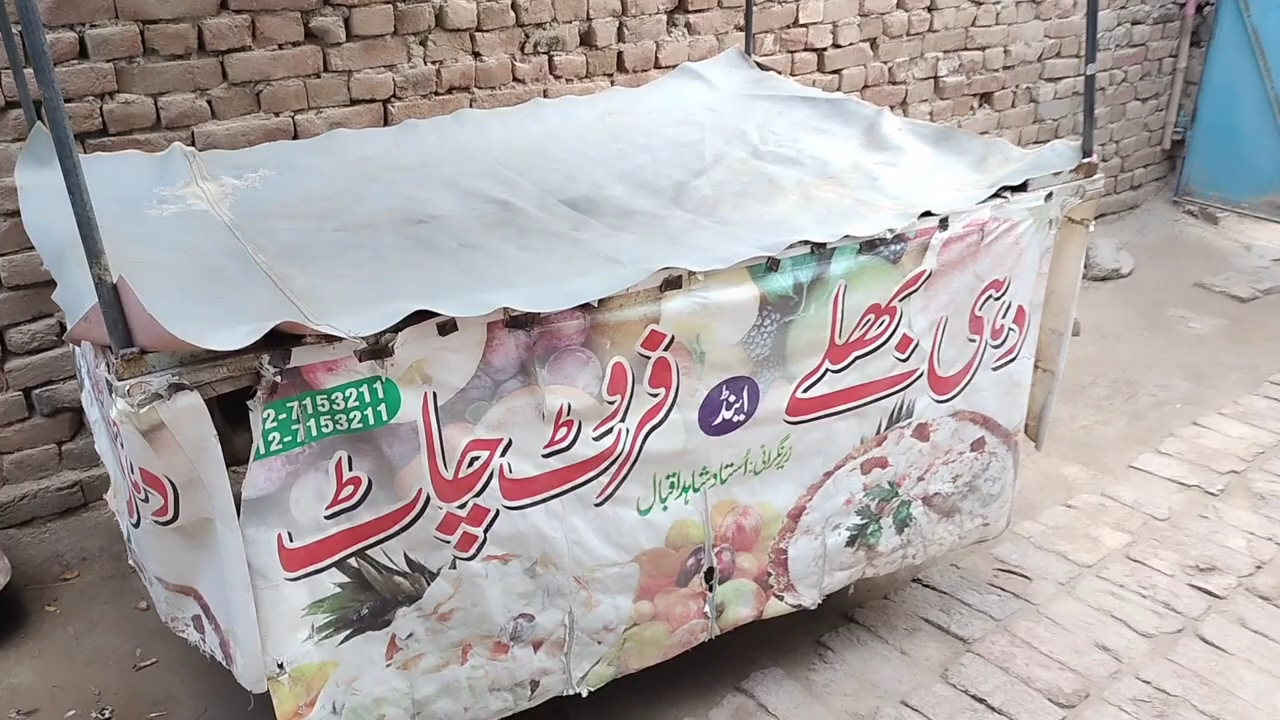 دہی بھلے اینڈ فروٹ چاٹ
زیرنگرانی: اُستاد شاہد اقبال
2-7153211
12-7153211